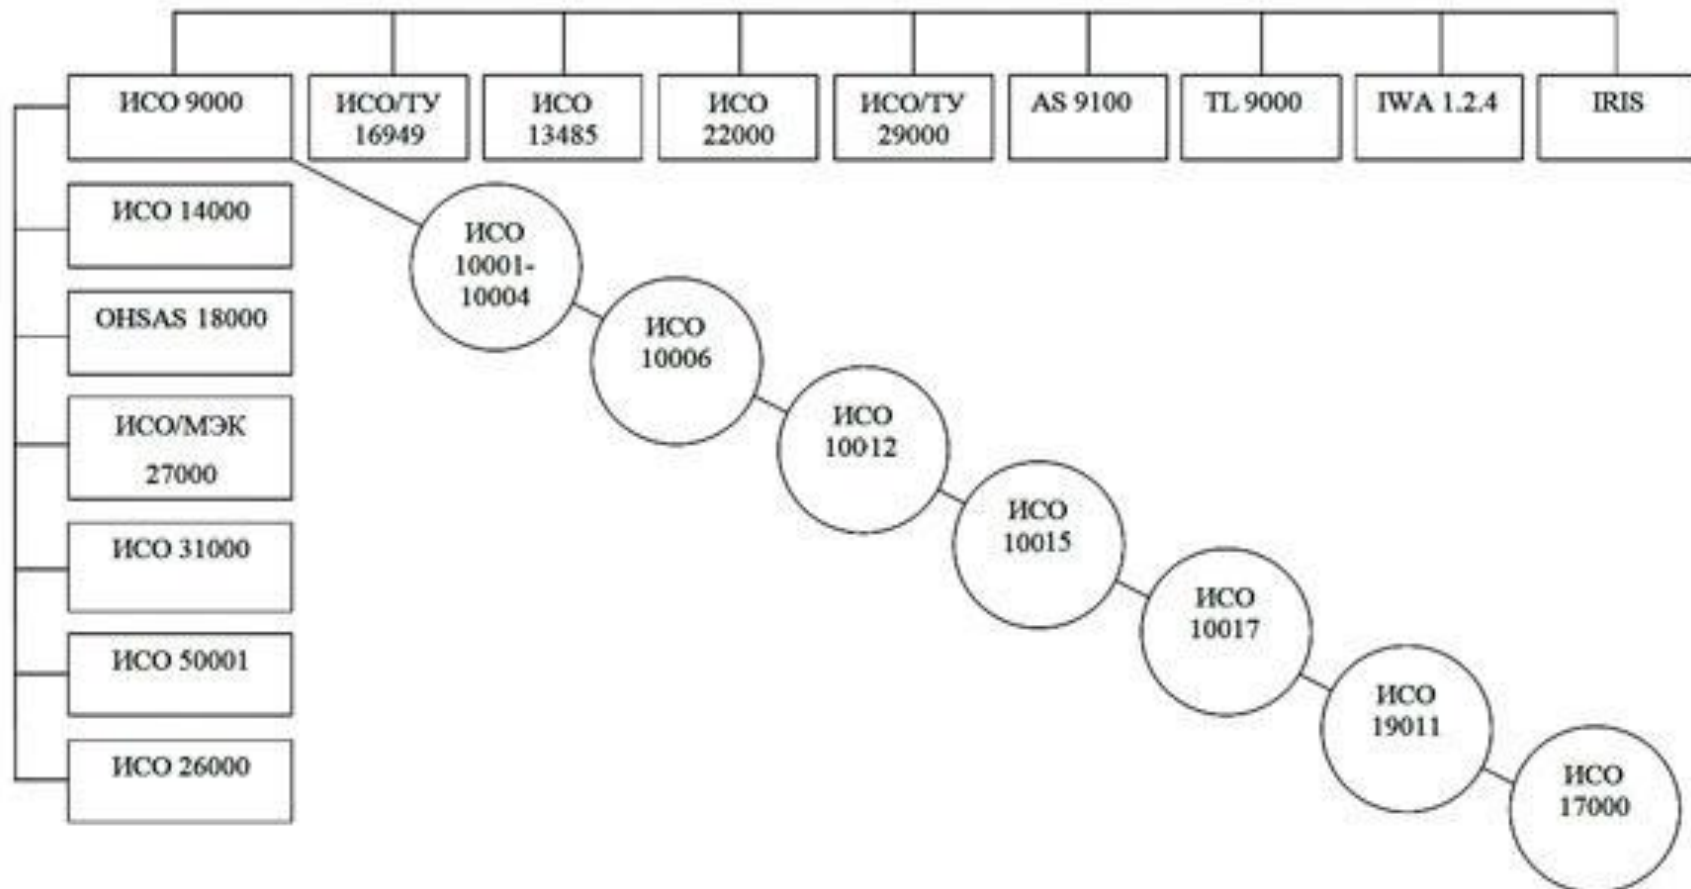 ИСО 9000
ИСО/ТУ
16949
ИСО
13485
ИСО
22000
ИСО/ТУ
29000
AS 9100
TL 9000
IWA 1.2.4
IRIS
ИСО 14000
OHSAS 18000
ИСО/МЭК
27000
ИСО 31000
ИСО 50001
ИСО 26000
ИСО
10001-
10004
ИСО
10006
ИСО
10012
ИСО
10015
ИСО
10017
ИСО
19011
ИСО
17000